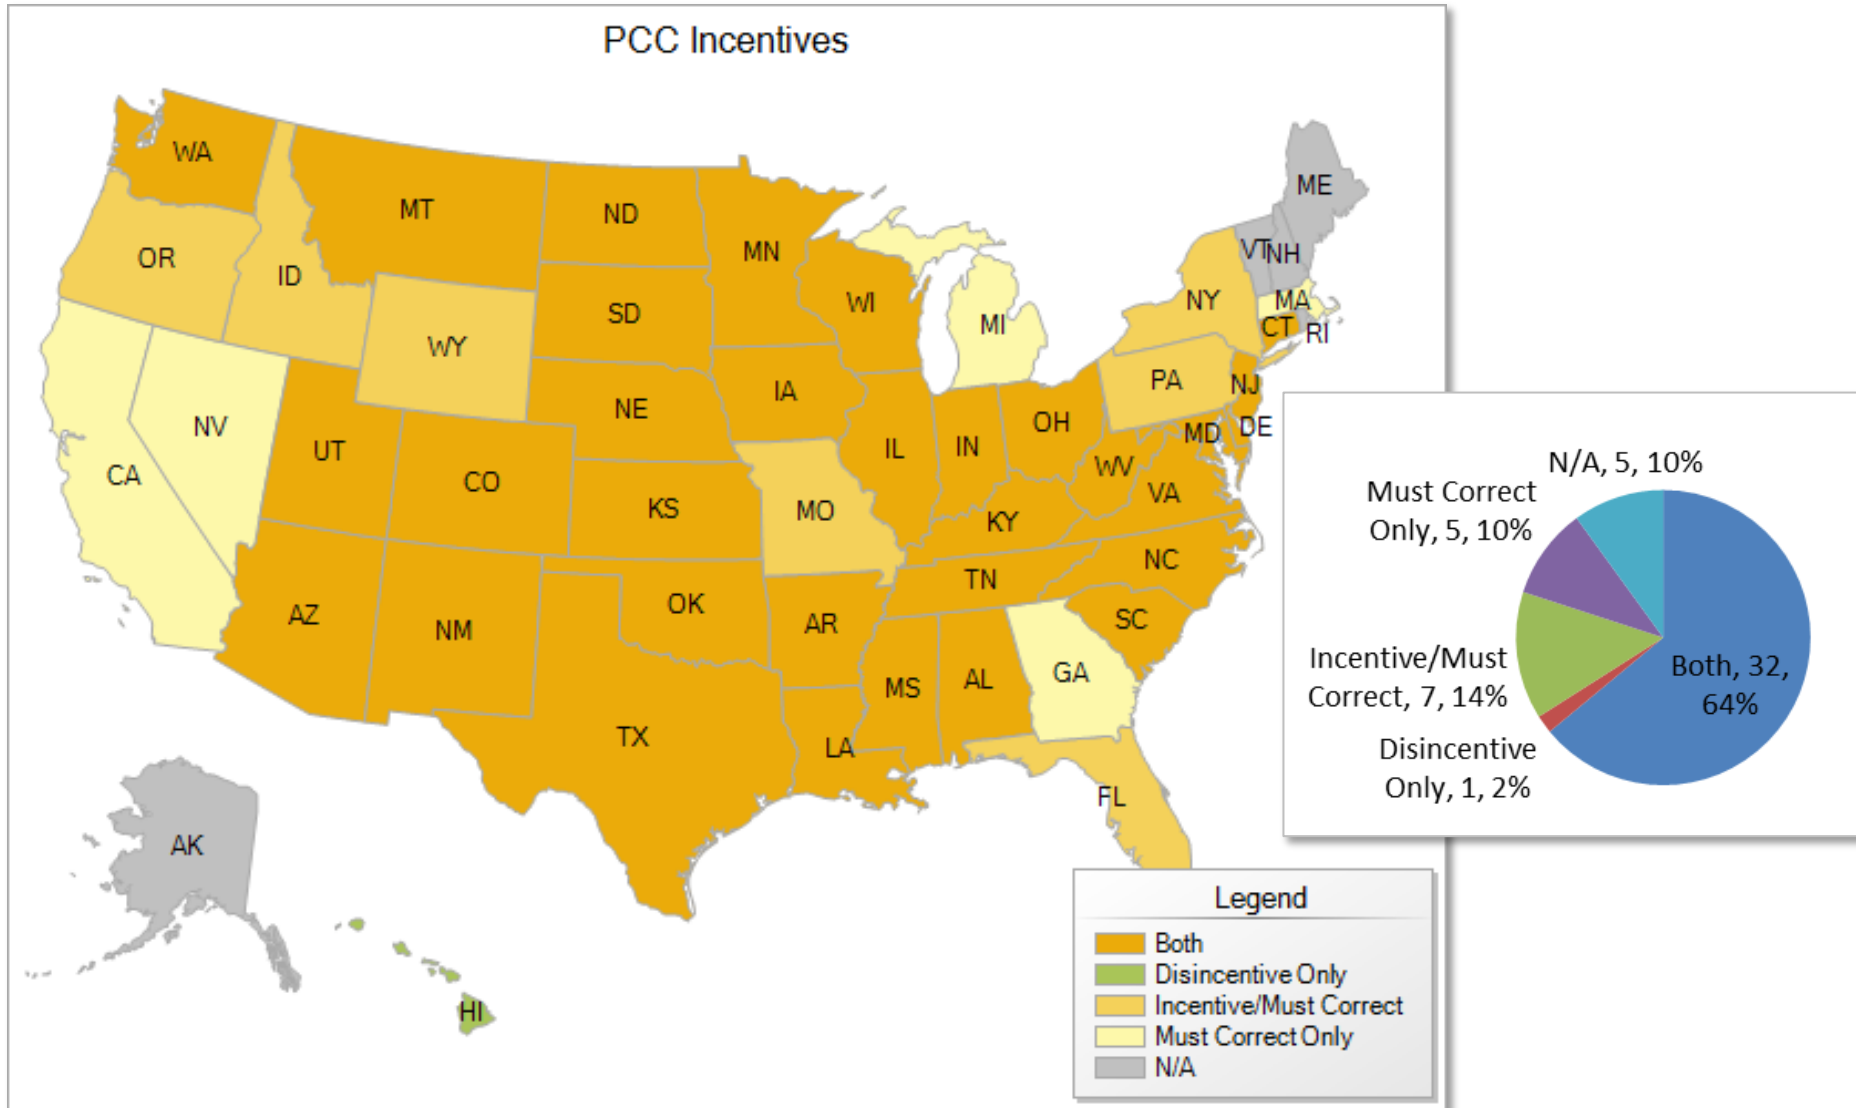 PCC Incentives
WA
MT
ND
MN
ME
OR
ID
VT
NH
WY
SD
WI
MI
NY
MA
CT
RI
NV
UT
CO
NE
IA
IL
IN
OH
PA
NJ
DE
MD
CA
KS
MO
WV
VA
KY
AZ
NM
OK
AR
TN
NC
SC
TX
LA
MS
AL
GA
FL
AK
HI
Legend
Both
Disincentive Only
Incentive/Must Correct
Must Correct Only
N/A
N/A, 5, 10%
Must Correct
Only, 5, 10%
Incentive/Must
Correct, 7, 14%
Both, 32,
64%
Disincentive
Only, 1, 2%